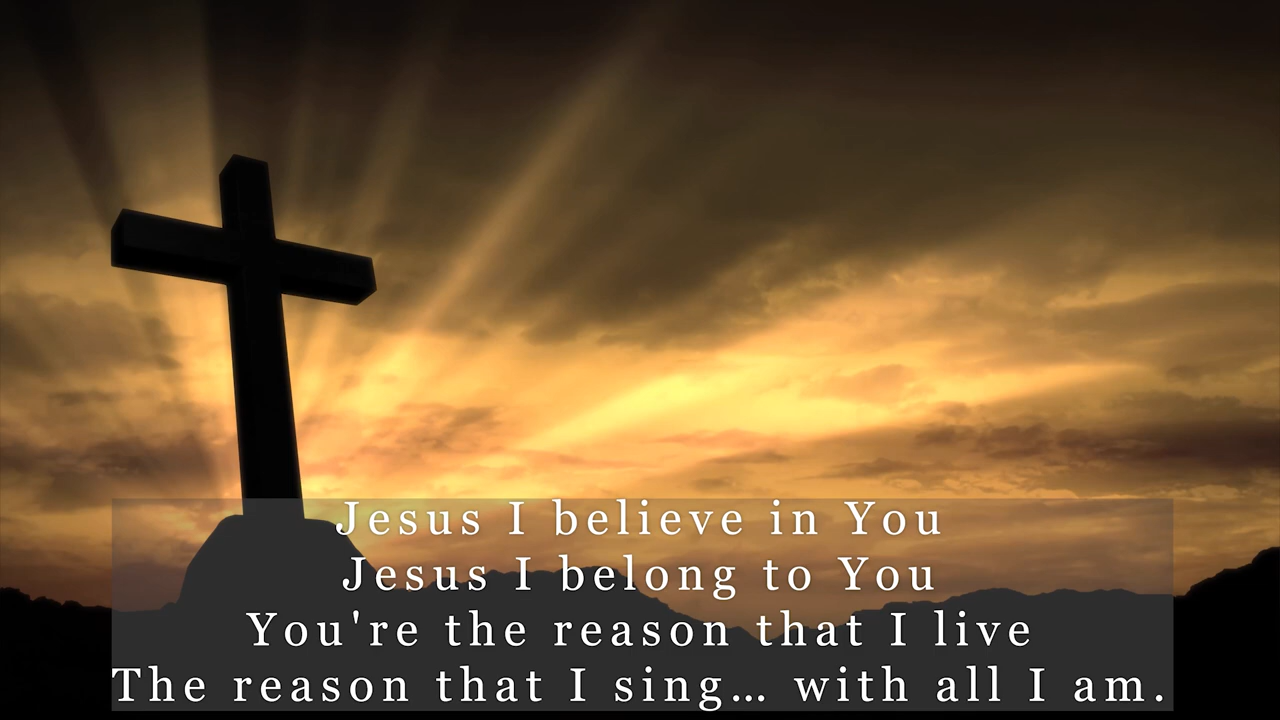 Jesus I believe in You
Jesus I belong to You
You're the reason that I live
The reason that I sing... with all I am.